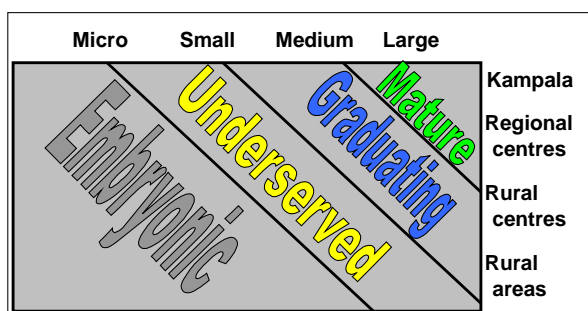 Micro Small Medium Large
Embryonic
Underserved
Graduating
Mature
Kampala
Regional
centres
Rural
centres
Rural
areas